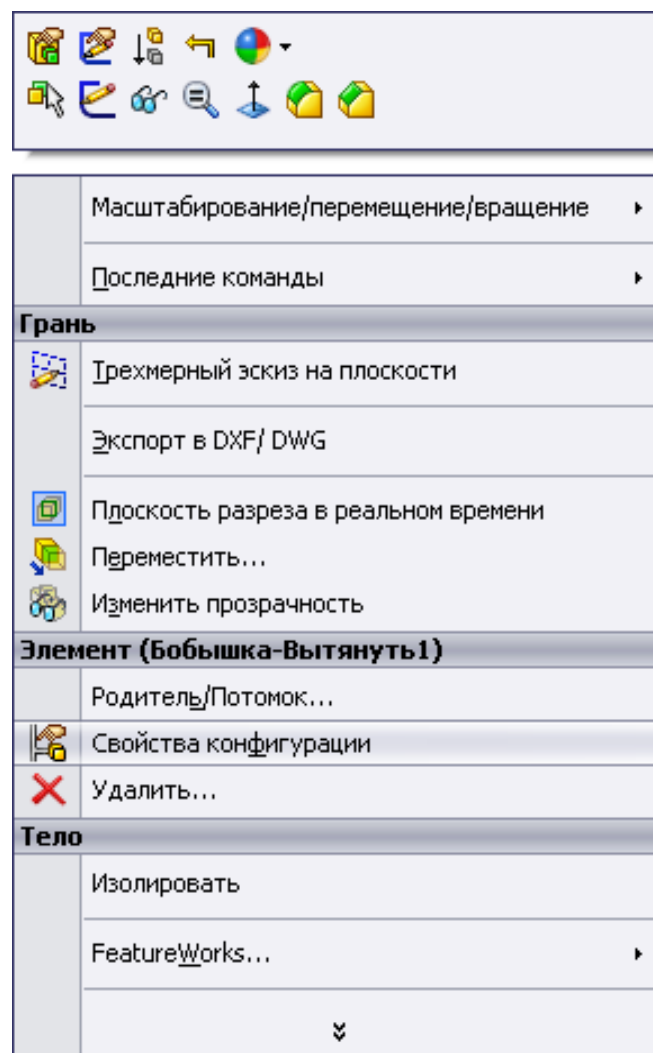 Масштабирование/перемещение/вращение
Последние команды
Грань
Трехмерный эскиз на плоскости
Экспорт в DXF/ DWG
Плоскость разреза в реальном времени
Переместить...
Изменить прозрачность
Элемент (Бобышка-Вытянуть1)
Родитель/Потомок...
Свойства конфигурации
Удалить...
Тело
Изолировать
FeatureWorks...